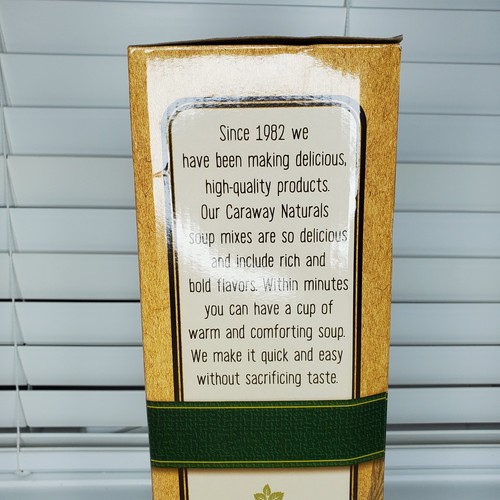 Since 1982 we
have been making delicious,
high-quality products.
Our Caraway Naturals
soup mixes are so delicious
and include rich and
bold flavors. Within minutes
you can have a cup of
warm and comforting soup.
We make it quick and easy
without sacrificing taste.